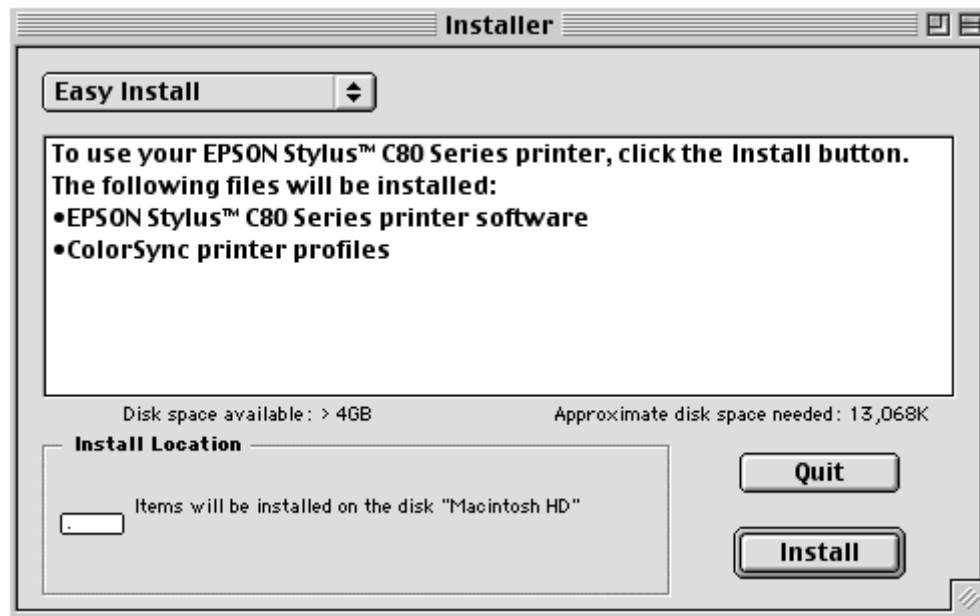 Installer
Easy Install
To use your EPSON Stylus™ C80 Series printer, click the Install button.
The following files will be installed:
•EPSON Stylus™ C80 Series printer software
•ColorSync printer profiles
Disk space available: > 4GB Approximate disk space needed: 13,068K
Install Location
Items will be installed on the disk "Macintosh HD"
Quit
Install